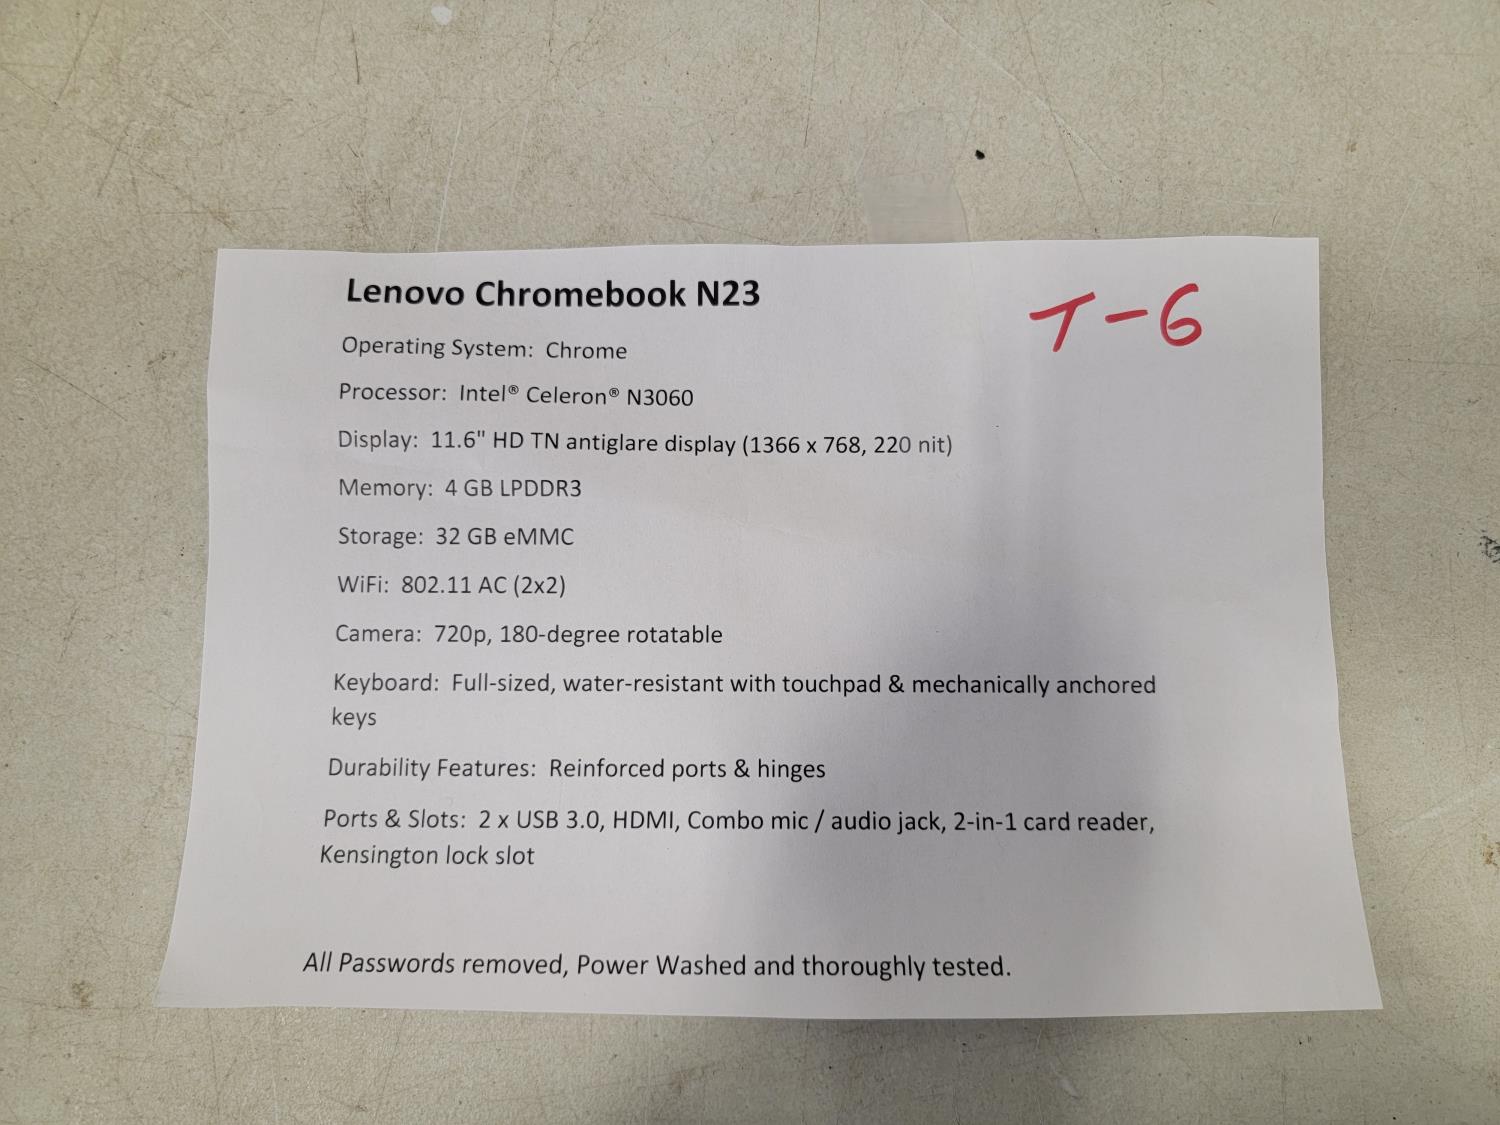 Lenovo Chromebook N23
T-6
Operating System: Chrome
Processor: Intel® Celeron® N3060
Display: 11.6" HD TN antiglare display (1366 x 768, 220 nit)
Memory: 4 GB LPDDR3
Storage: 32 GB eMMC
WiFi: 802.11 AC (2x2)
Camera: 720p, 180-degree rotatable
Keyboard: Full-sized, water-resistant with touchpad & mechanically anchored
keys
Durability Features: Reinforced ports & hinges
Ports & Slots: 2 x USB 3.0, HDMI, Combo mic / audio jack, 2-in-1 card reader,
Kensington lock slot
All Passwords removed, Power Washed and thoroughly tested.